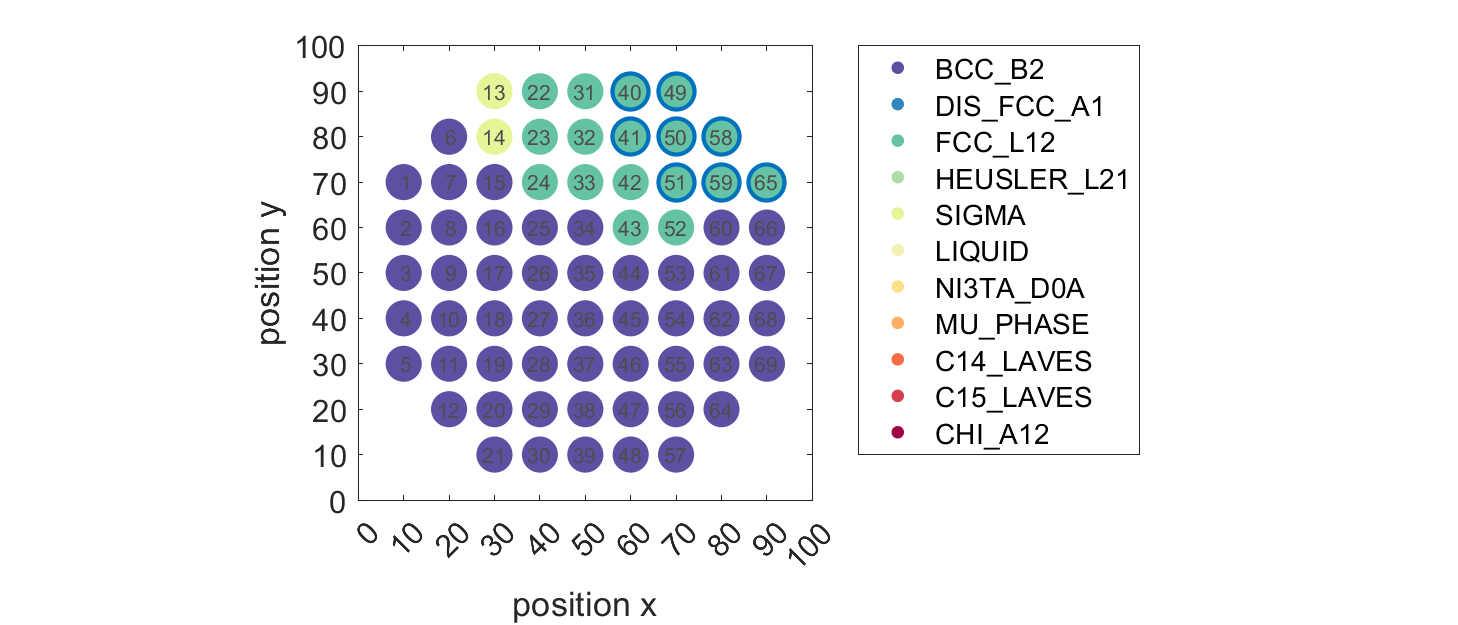 100
90 13 22 31 40 49
80 6 14 23 32 41 50 58
70 1 7 15 24 33 42 51 59 65
60 2 8 16 25 34 43 52 60 66
50 3 9 17 26 35 44 53 61 67
40 4 10 18 27 36 45 54 62 68
30 5 11 19 28 37 46 55 63 69
20 12 20 29 38 47 56 64
10 21 30 39 48 57
0
0 10 20 30 40 50 60 70 80 90 100
position x
position y
BCC_B2
DIS_FCC_A1
FCC_L12
HEUSLER_L21
SIGMA
LIQUID
NI3TA_D0A
MU_PHASE
C14_LAVES
C15_LAVES
CHI_A12